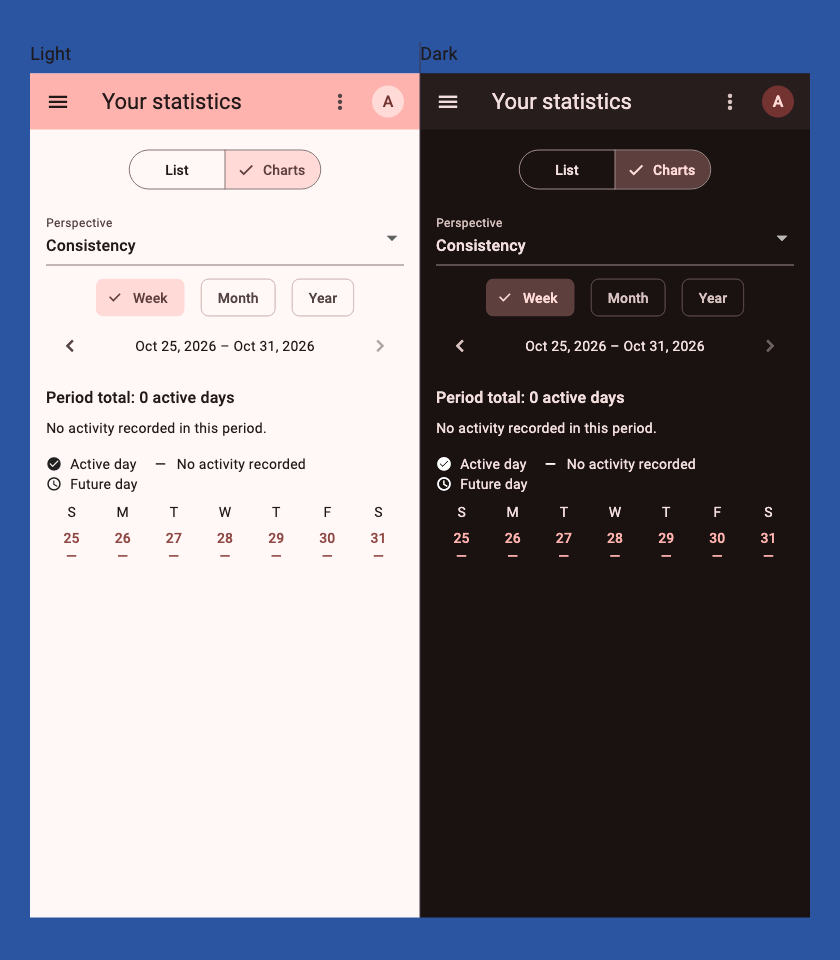 Light
Your statistics
A
List
Charts
Perspective
Consistency
Week
Month
Year
Oct 25, 2026 – Oct 31, 2026
Period total: 0 active days
No activity recorded in this period.
Active day
No activity recorded
Future day
S M T W T F S
25 26 27 28 29 30 31
Dark
Your statistics
A
List
Charts
Perspective
Consistency
Week
Month
Year
Oct 25, 2026 – Oct 31, 2026
Period total: 0 active days
No activity recorded in this period.
Active day
No activity recorded
Future day
S M T W T F S
25 26 27 28 29 30 31